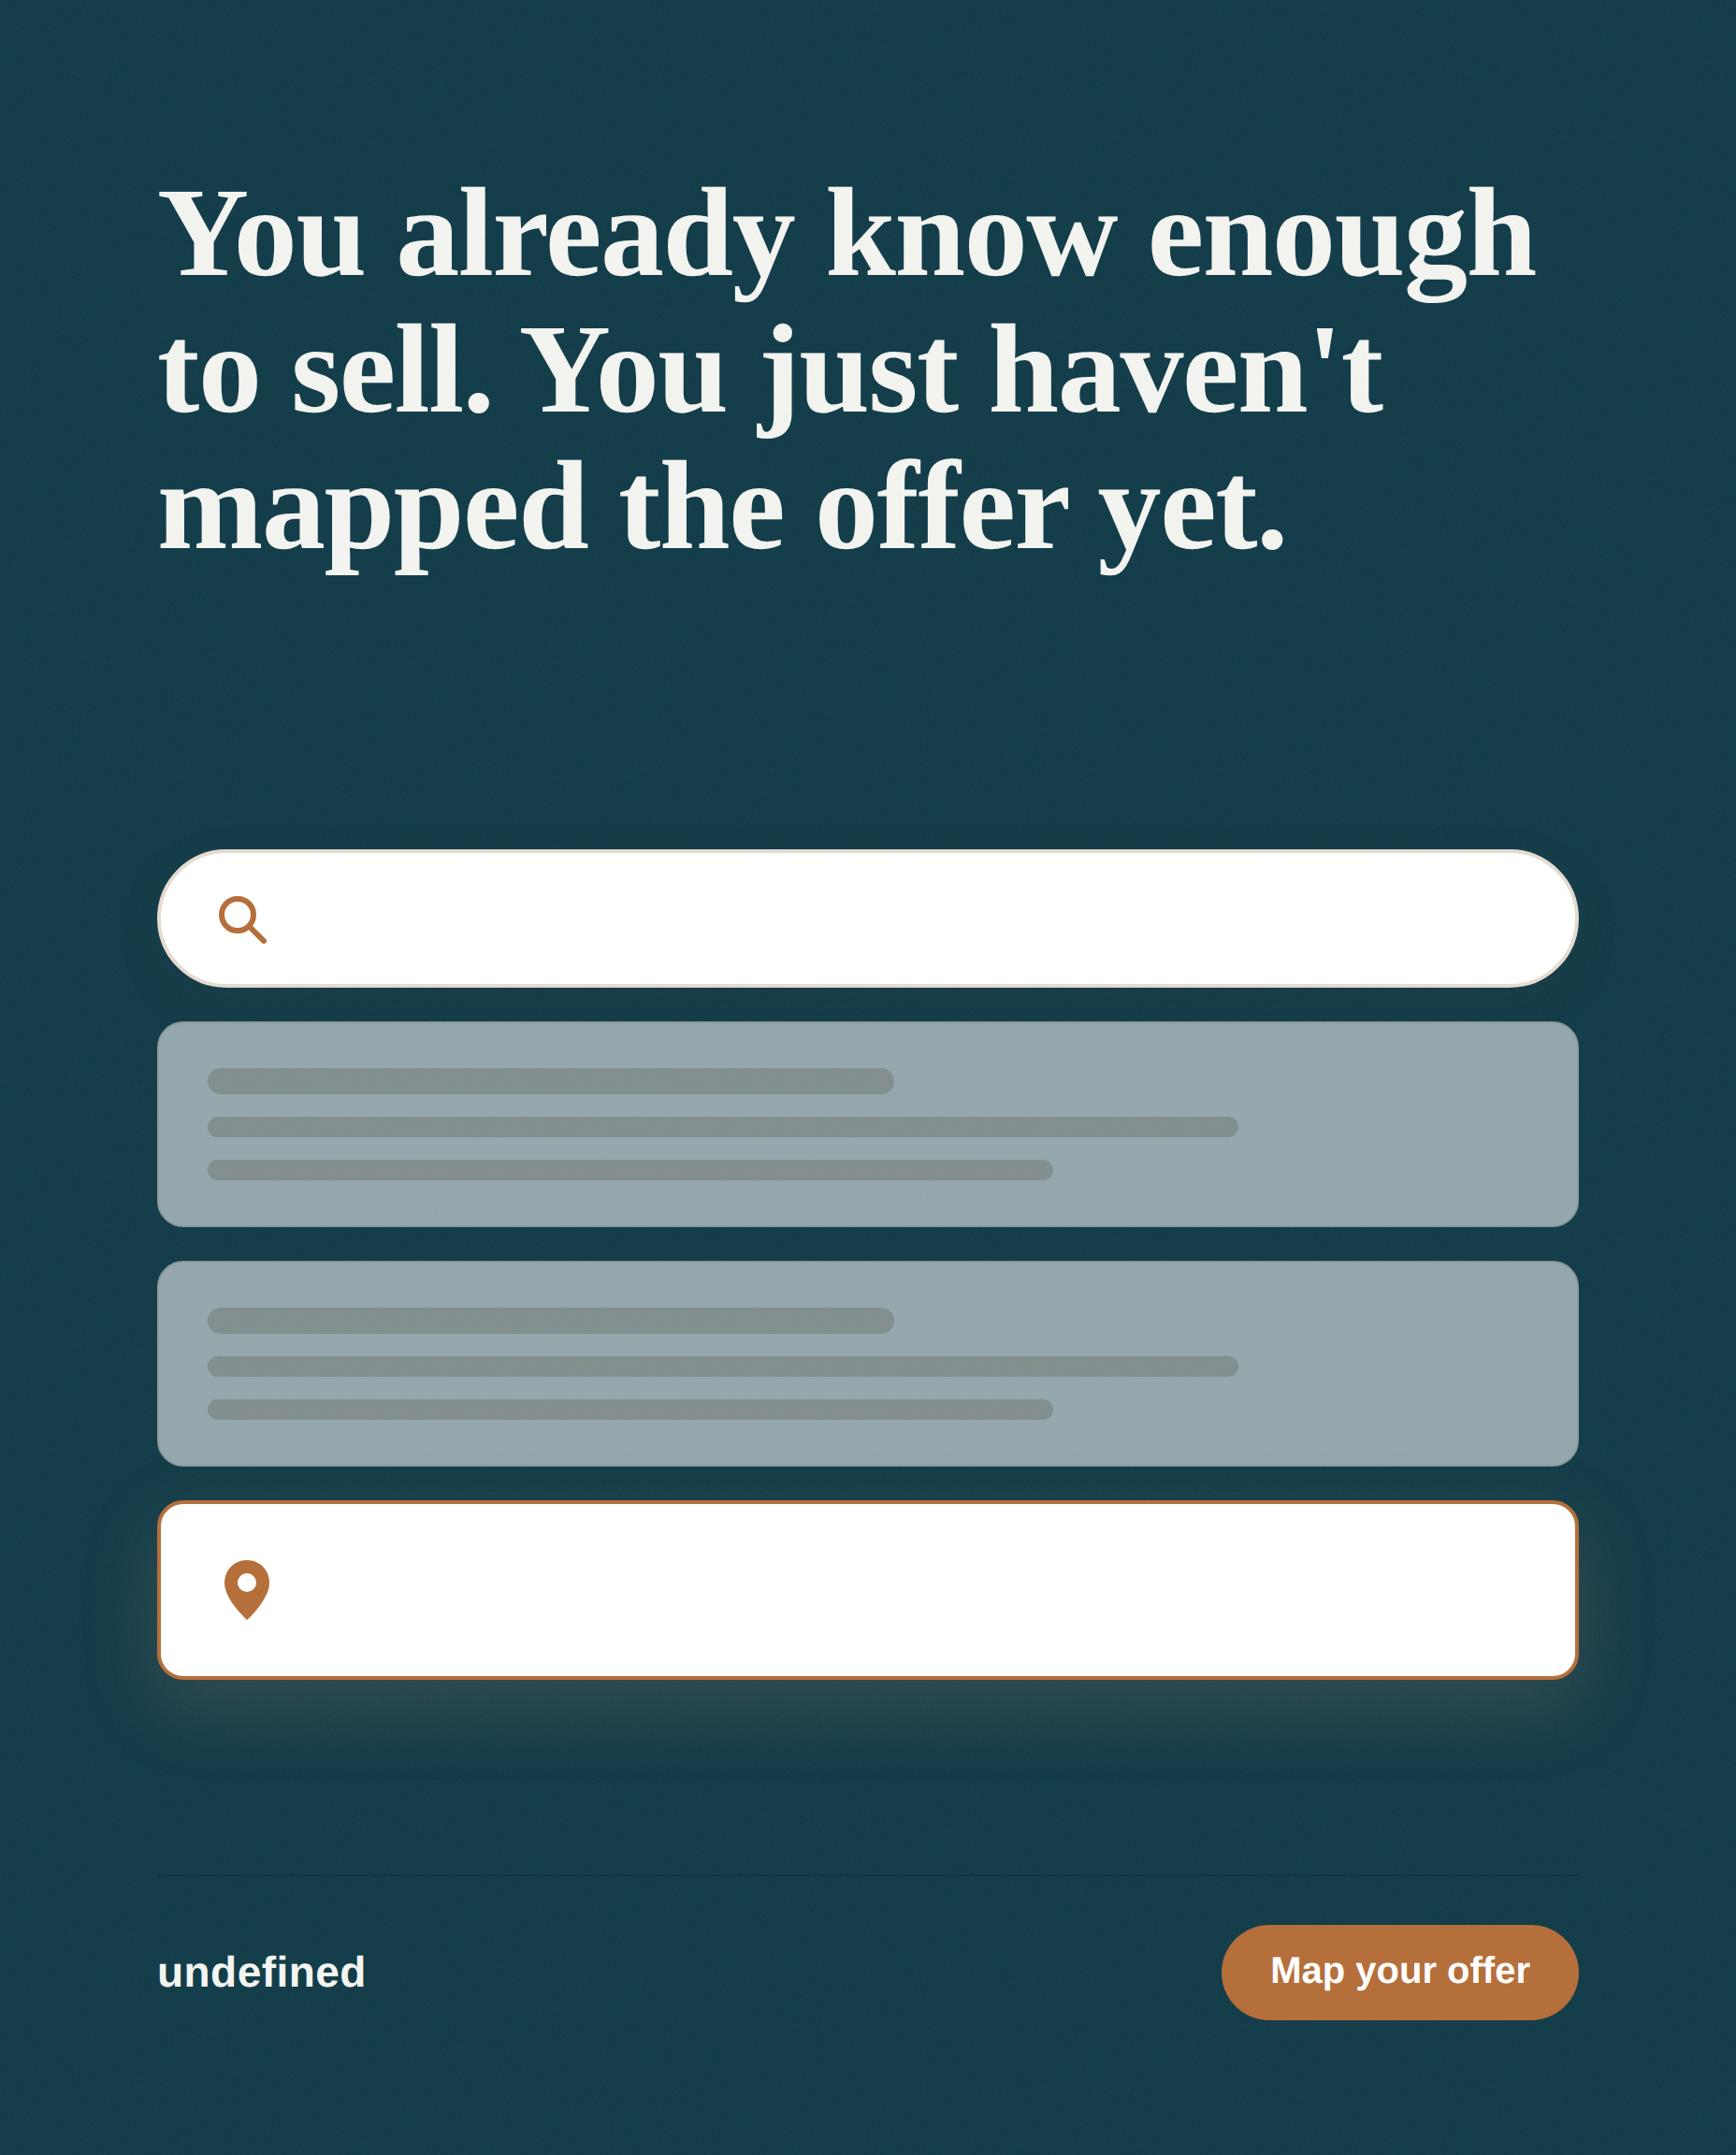 You already know enough
to sell. You just haven't
mapped the offer yet.
undefined
Map your offer